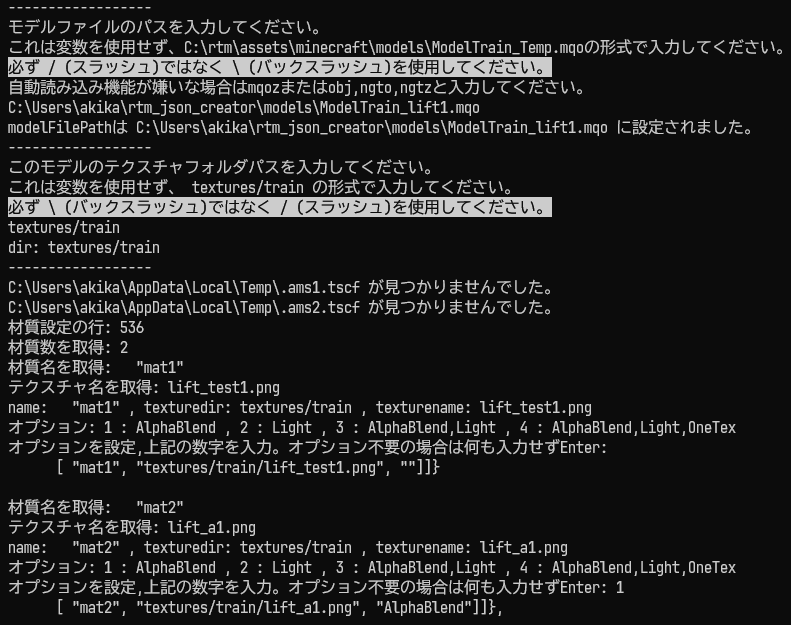 ------------------
モデルファイルのパスを入力してください。
これは変数を使用せず、C:\rtm\assets\minecraft\models\ModelTrain_Temp.mqoの形式で入力してください。
必ず / (スラッシュ)ではなく \ (バックスラッシュ)を使用してください。
自動読み込み機能が嫌いな場合はmqozまたはobj,ngto,ngtzと入力してください。
C:\Users\akika\rtm_json_creator\models\ModelTrain_lift1.mqo
modelFilePathは C:\Users\akika\rtm_json_creator\models\ModelTrain_lift1.mqo に設定されました。
------------------
このモデルのテクスチャフォルダパスを入力してください。
これは変数を使用せず、 textures/train の形式で入力してください。
必ず \ (バックスラッシュ)ではなく / (スラッシュ)を使用してください。
textures/train
dir: textures/train
------------------
C:\Users\akika\AppData\Local\Temp\.ams1.tscf が見つかりませんでした。
C:\Users\akika\AppData\Local\Temp\.ams2.tscf が見つかりませんでした。
材質設定の行: 536
材質数を取得: 2
材質名を取得:   "mat1"
テクスチャ名を取得: lift_test1.png
name:   "mat1" , texturedir: textures/train , texturename: lift_test1.png
オプション: 1 : AlphaBlend , 2 : Light , 3 : AlphaBlend,Light , 4 : AlphaBlend,Light,OneTex
オプションを設定,上記の数字を入力。オプション不要の場合は何も入力せずEnter:
[ "mat1", "textures/train/lift_test1.png", ""]]}
材質名を取得:   "mat2"
テクスチャ名を取得: lift_a1.png
name:   "mat2" , texturedir: textures/train , texturename: lift_a1.png
オプション: 1 : AlphaBlend , 2 : Light , 3 : AlphaBlend,Light , 4 : AlphaBlend,Light,OneTex
オプションを設定,上記の数字を入力。オプション不要の場合は何も入力せずEnter: 1
[ "mat2", "textures/train/lift_a1.png", "AlphaBlend"]]},